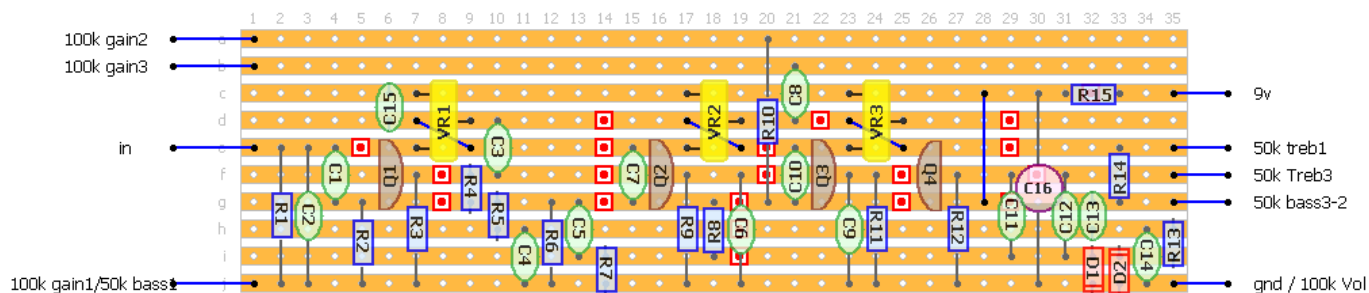 1 2 3 4 5 6 7 8 9 10 11 12 13 14 15 16 17 18 19 20 21 22 23 24 25 26 27 28 29 30 31 32 33 34 35
100k gain2 a
100k gain3 b
c C15 VR1 VR2 C8 VR3 R15 9v
d C3 R10
in e C1 Q1 C7 Q2 C10 Q3 Q4 R14 50k treb1
f R4 C16 50k Treb3
g R1 C2 R5 C11 C12 C13 50k bass3-2
h R2 R3 R6 C5 R9 R8 C6 C9 R11 R12 R13
i C4 R7 D1 D2 C14
100k gain1/50k bass1 j gnd / 100k Vol